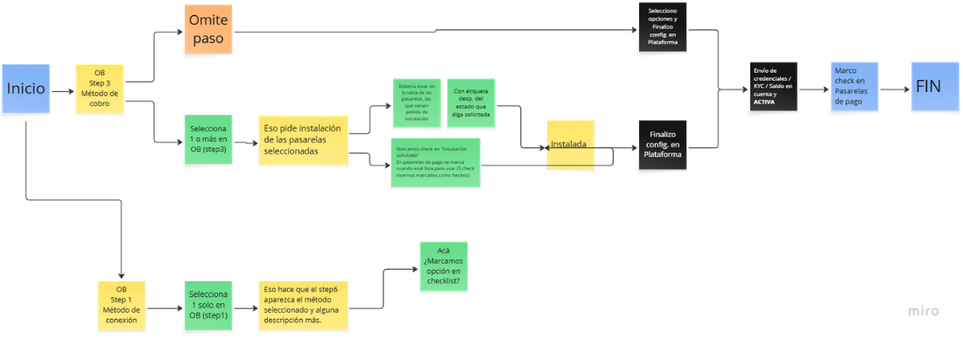 Omite
paso
Selecciono
opciones y
Finalizo
config. en
Plataforma
Inicio
OB
Step 3
Método de
cobro
Debería estar en
la tabla de las
pasarelas, las
que tienen
pedido de
instalación
Con etiqueta
desp. del
estado que
diga solicitada
Envío de
credenciales /
KYC / Saldo en
cuenta y
ACTIVA
Marco
check en
Pasarelas
de pago
FIN
Selecciona
1 o más en
OB (step3)
Eso pide instalación
de las pasarelas
seleccionadas
Instalada
Finalizo
config. en
Plataforma
Marcamos check en "instalación
solicitada"
En pasarelas de pago se marca
cuando esté lista para usar (3 check
internos marcados como hechos)
Acá
¿Marcamos
opción en
checklist?
OB
Step 1
Método de
conexión
Selecciona
1 solo en
OB (step1)
Eso hace que el step6
aparezca el método
seleccionado y alguna
descripción más.
miro